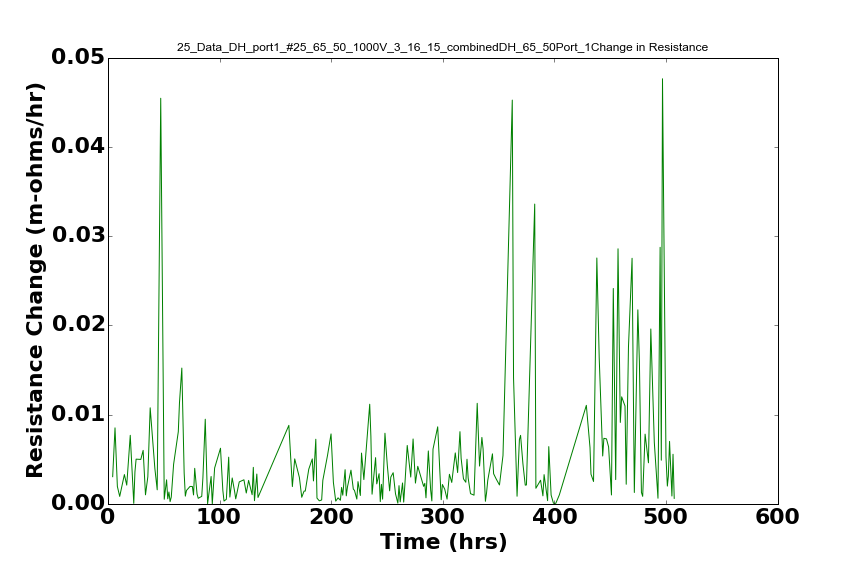 25_Data_DH_port1_#25_65_50_1000V_3_16_15_combinedDH_65_50Port_1Change in Resistance
Resistance Change (m-ohms/hr)
0.05
0.04
0.03
0.02
0.01
0.00
0 100 200 300 400 500 600
Time (hrs)